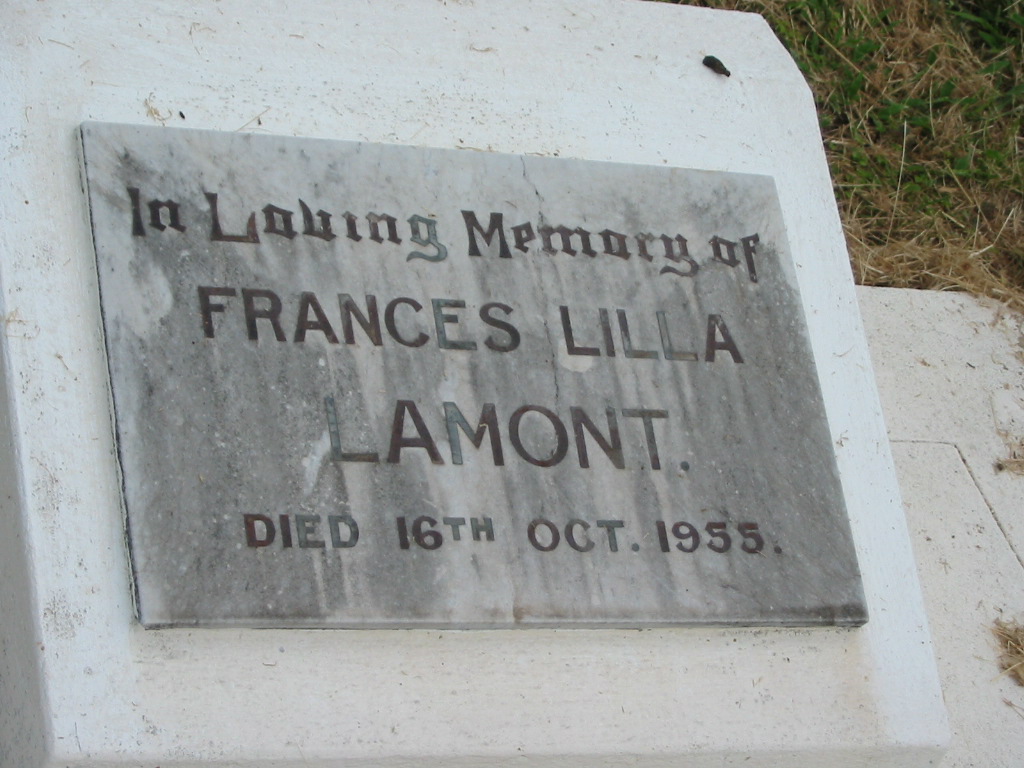 In Loving Memory of
FRANCES LILLA
LAMONT.
DIED 16TH OCT. 1955.